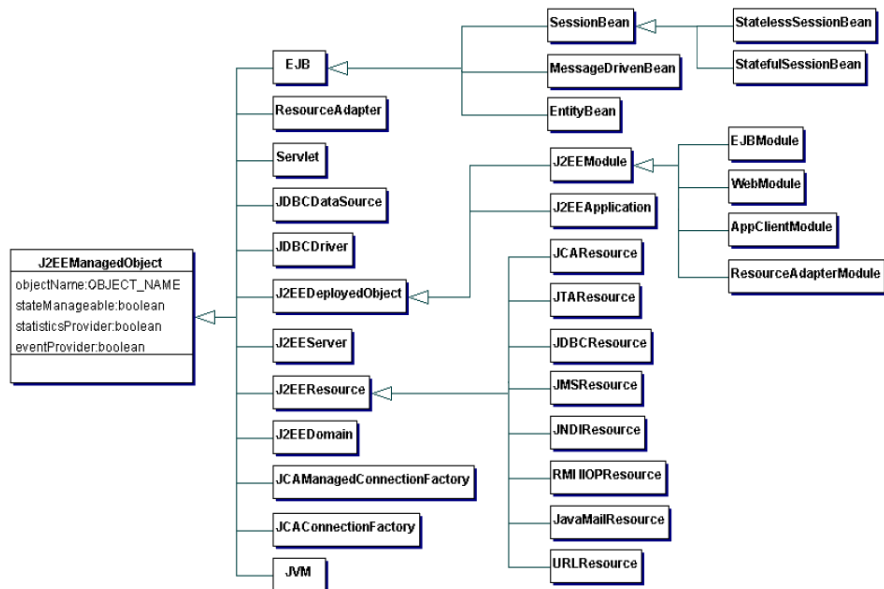 J2EEManagedObject
objectName:OBJECT_NAME
stateManageable:boolean
statisticsProvider:boolean
eventProvider:boolean
EJB
ResourceAdapter
Servlet
JDBCDataSource
JDBCDriver
J2EEDeployedObject
J2EEServer
J2EEResource
J2EEDomain
JCAManagedConnectionFactory
JCAConnectionFactory
JVM
SessionBean
MessageDrivenBean
EntityBean
J2EEModule
J2EEApplication
JCAResource
JTAResource
JDBCResource
JMSResource
JNDIResource
RMI IIOPResource
JavaMailResource
URLResource
StatelessSessionBean
StatefulSessionBean
EJBModule
WebModule
AppClientModule
ResourceAdapterModule